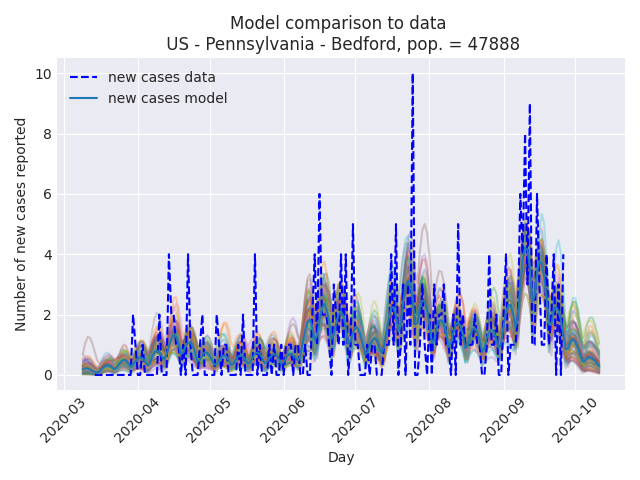 Model comparison to data
US - Pennsylvania - Bedford, pop. = 47888
new cases data
new cases model
Number of new cases reported
10
8
6
4
2
0
2020-03
2020-04
2020-05
2020-06
2020-07
2020-08
2020-09
2020-10
Day